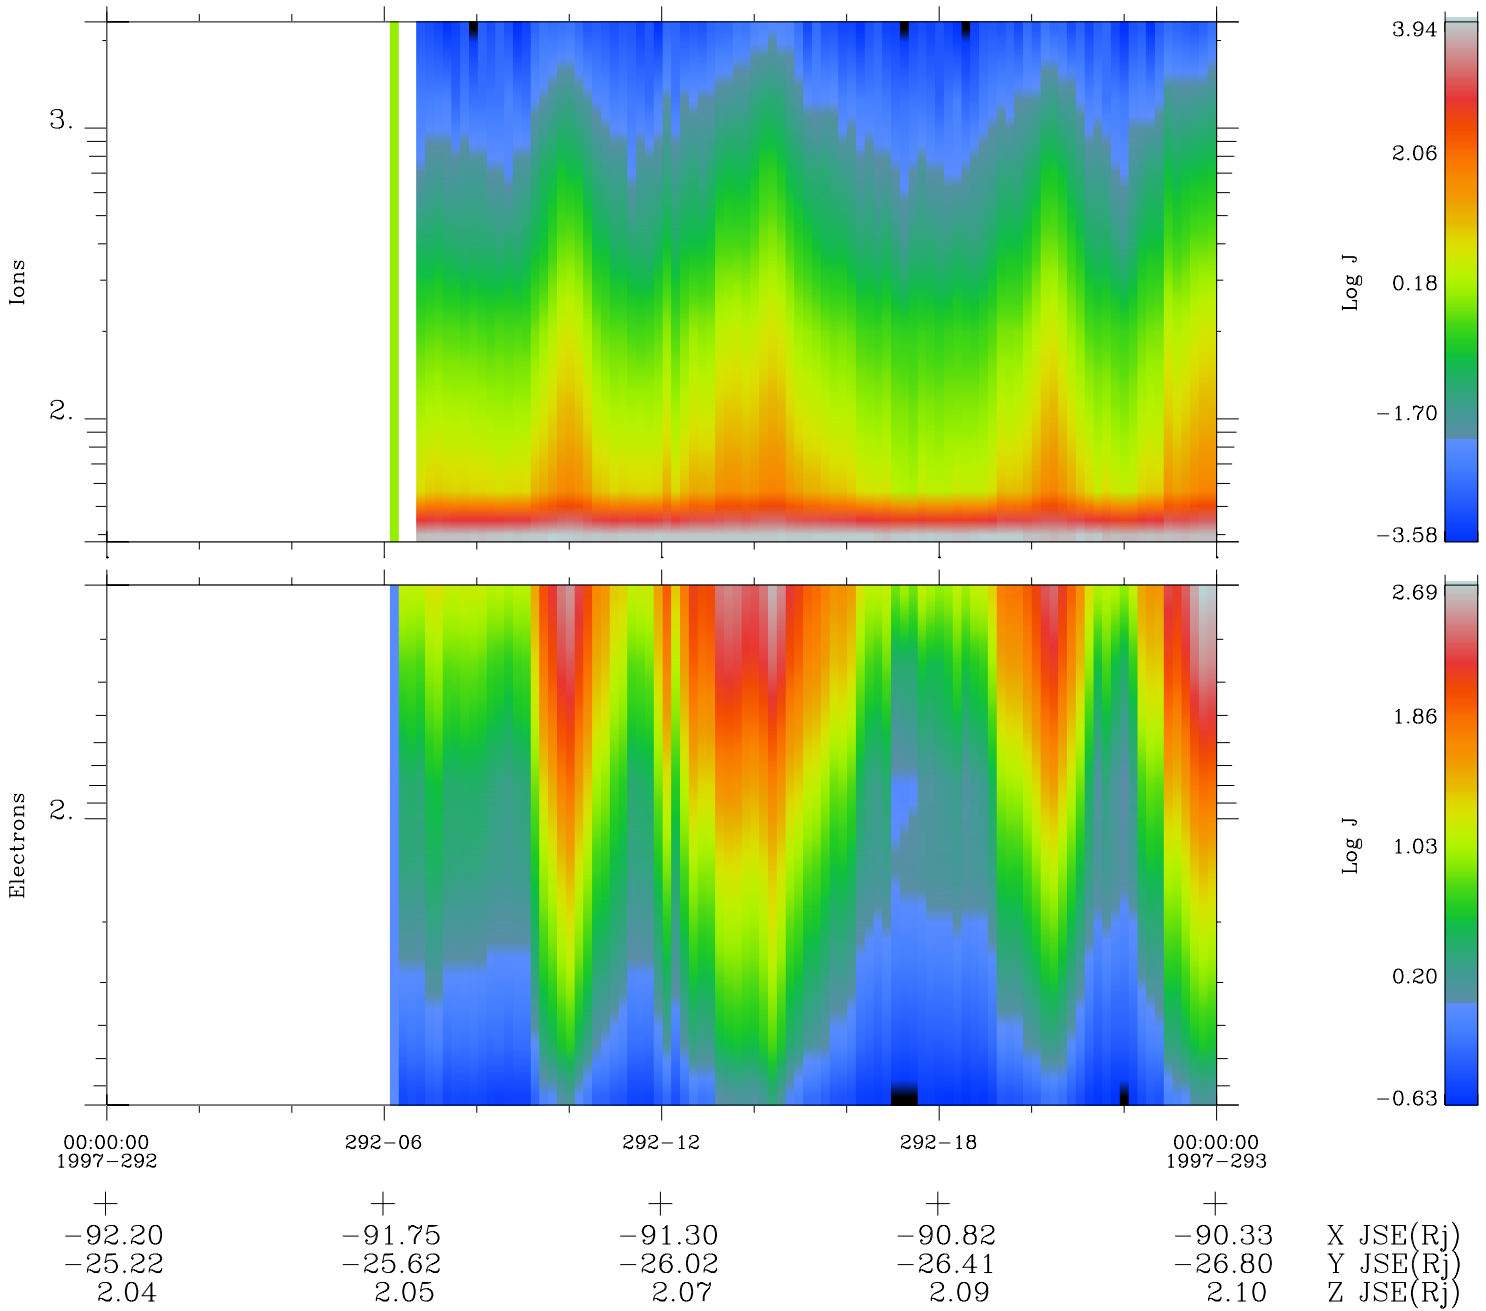 3.94
3.
2.06
Ions
0.18
Log J
2.
-1.70
-3.58
2.69
1.86
2.
Electrons
1.03
Log J
0.20
-0.63
00:00:00 292-06 292-12 292-18 00:00:00
1997-292 1997-293
-92.20 -91.75 -91.30 -90.82 -90.33 X JSE(Rj)
-25.22 -25.62 -26.02 -26.41 -26.80 Y JSE(Rj)
2.04 2.05 2.07 2.09 2.10 Z JSE(Rj)